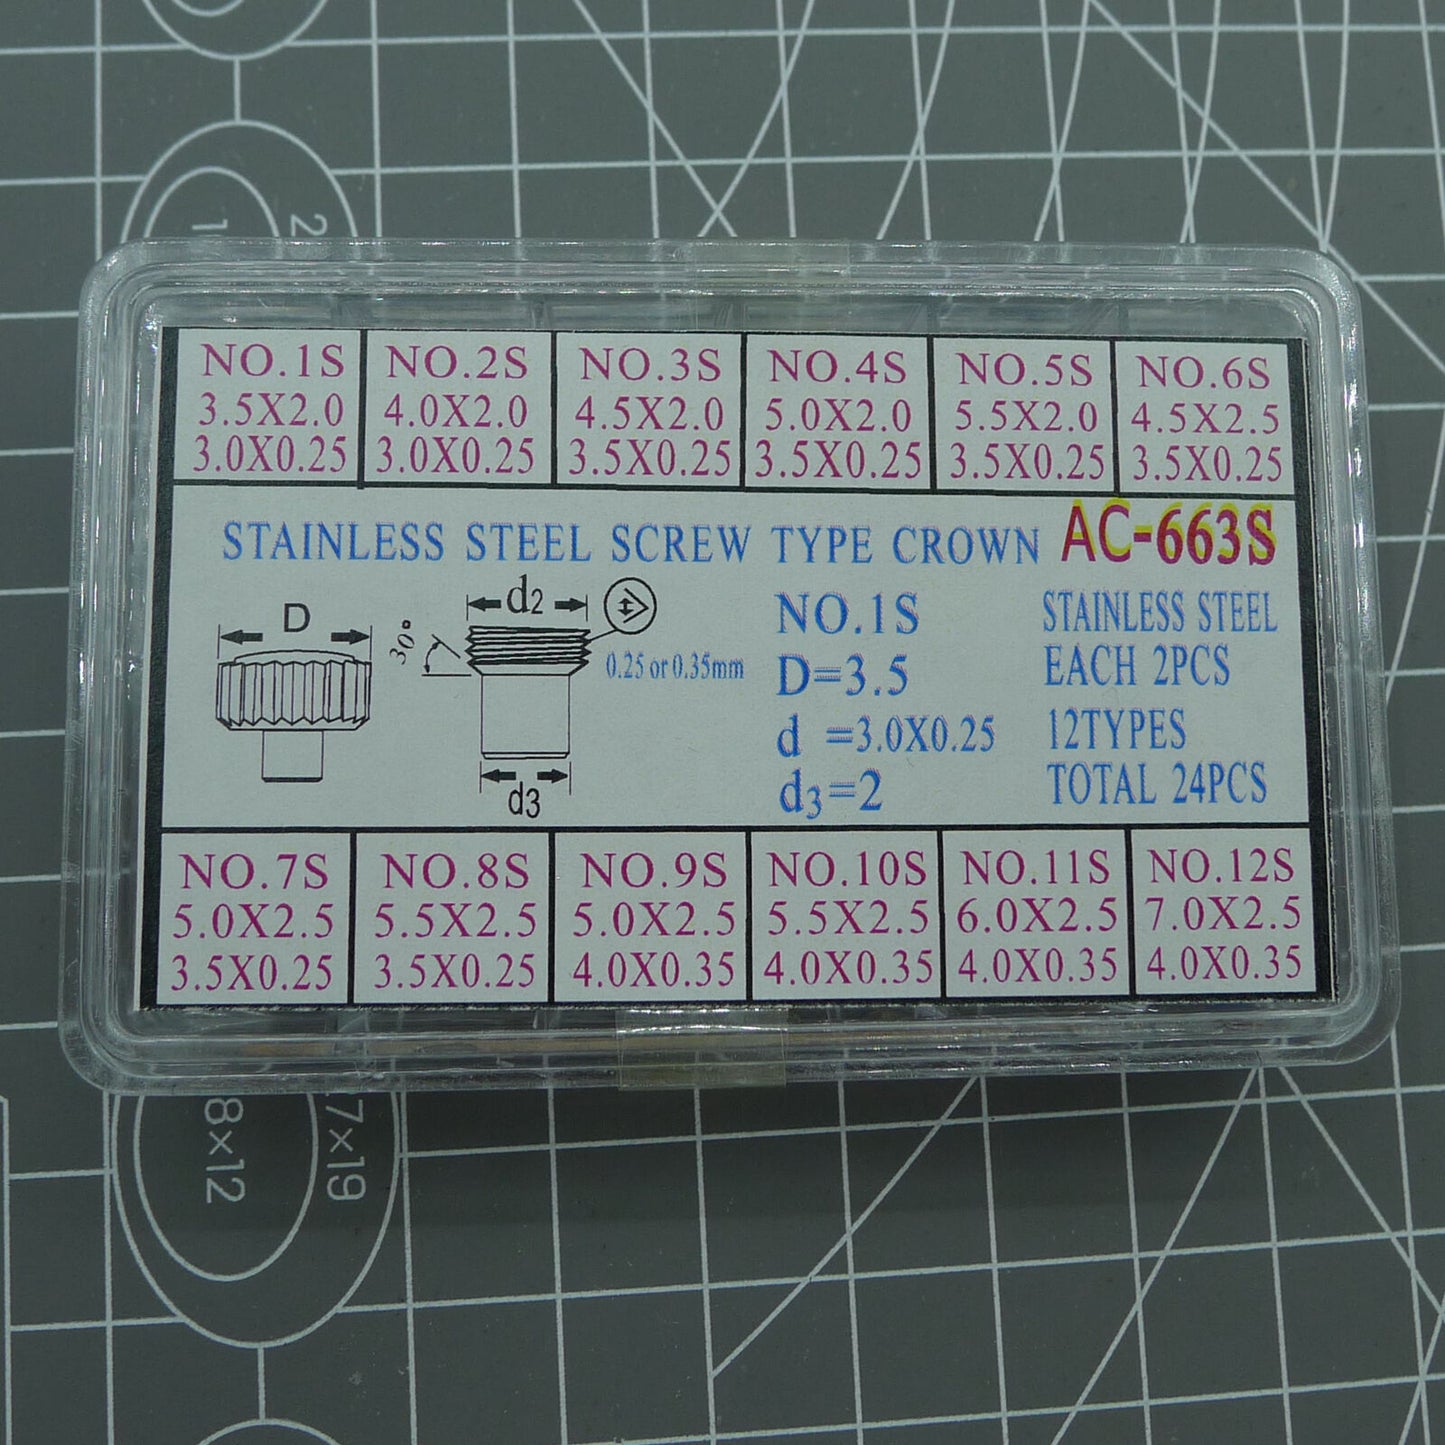 1
2
NO.1S
3.5X2.0
3.0X0.25
NO.2S
4.0X2.0
3.0X0.25
NO.3S
4.5X2.0
3.5X0.25
NO.4S
5.0X2.0
3.5X0.25
NO.5S
5.5X2.0
3.5X0.25
NO.6S
4.5X2.5
3.5X0.25
STAINLESS STEEL SCREW TYPE CROWN AC-663S
D
30°
d2
0.25 or 0.35mm
d3
NO.1S
D=3.5
d =3.0X0.25
d3=2
STAINLESS STEEL
EACH 2PCS
12TYPES
TOTAL 24PCS
NO.7S
5.0X2.5
3.5X0.25
NO.8S
5.5X2.5
3.5X0.25
NO.9S
5.0X2.5
4.0X0.35
NO.10S
5.5X2.5
4.0X0.35
NO.11S
6.0X2.5
4.0X0.35
NO.12S
7.0X2.5
4.0X0.35
8×12
7×19